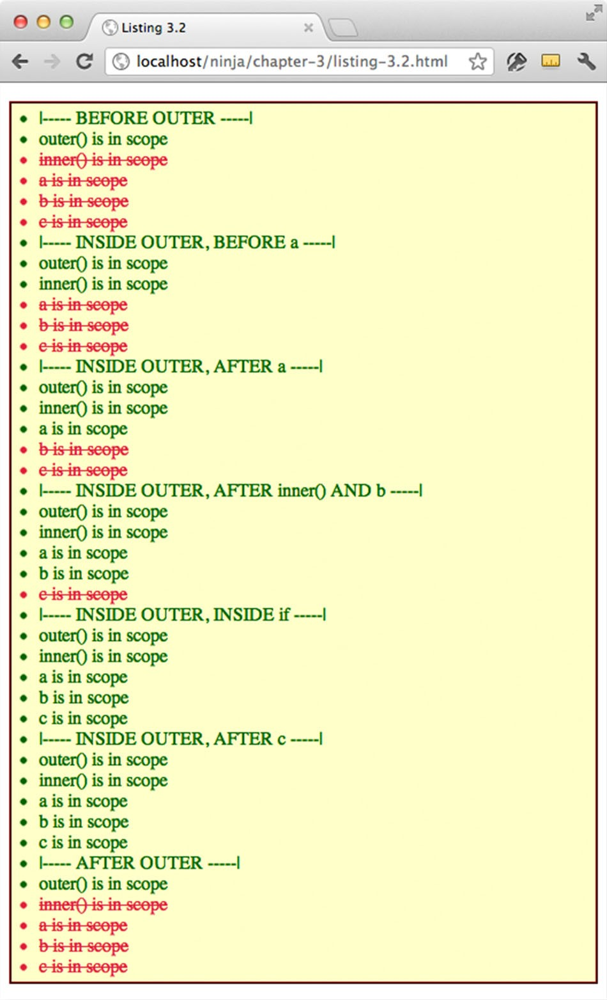 Listing 3.2
localhost/ninja/chapter-3/listing-3.2.html
|----- BEFORE OUTER -----|
outer() is in scope
inner() is in scope
a is in scope
b is in scope
c is in scope
|----- INSIDE OUTER, BEFORE a -----|
outer() is in scope
inner() is in scope
a is in scope
b is in scope
c is in scope
|----- INSIDE OUTER, AFTER a -----|
outer() is in scope
inner() is in scope
a is in scope
b is in scope
c is in scope
|----- INSIDE OUTER, AFTER inner() AND b -----|
outer() is in scope
inner() is in scope
a is in scope
b is in scope
c is in scope
|----- INSIDE OUTER, INSIDE if -----|
outer() is in scope
inner() is in scope
a is in scope
b is in scope
c is in scope
|----- INSIDE OUTER, AFTER c -----|
outer() is in scope
inner() is in scope
a is in scope
b is in scope
c is in scope
|----- AFTER OUTER -----|
outer() is in scope
inner() is in scope
a is in scope
b is in scope
c is in scope